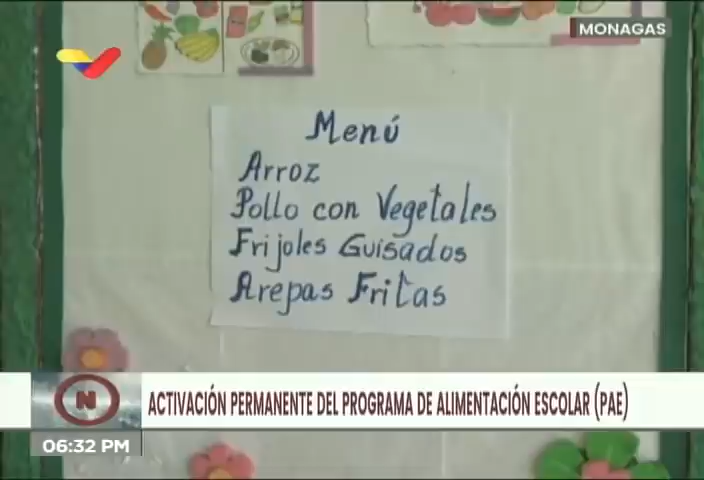 MONAGAS
Menú
Arroz
Pollo con Vegetales
Frijoles Guisados
Arepas Fritas
N
ACTIVACIÓN PERMANENTE DEL PROGRAMA DE ALIMENTACIÓN ESCOLAR (PAE)
06:32 PM